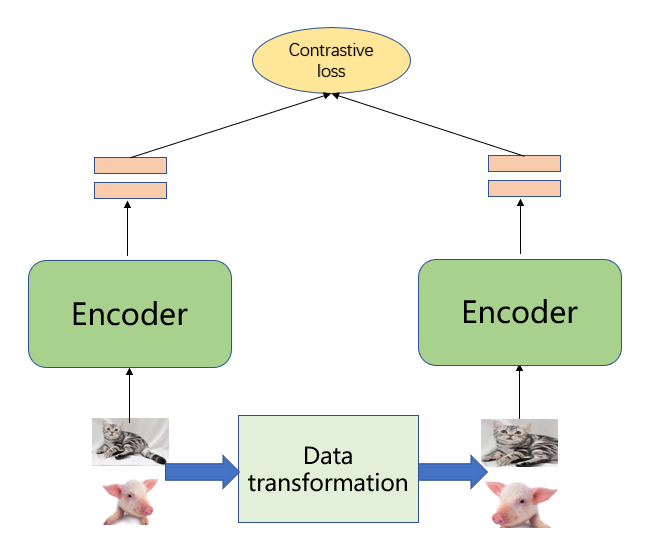 Contrastive
loss
Encoder
Encoder
Data
transformation